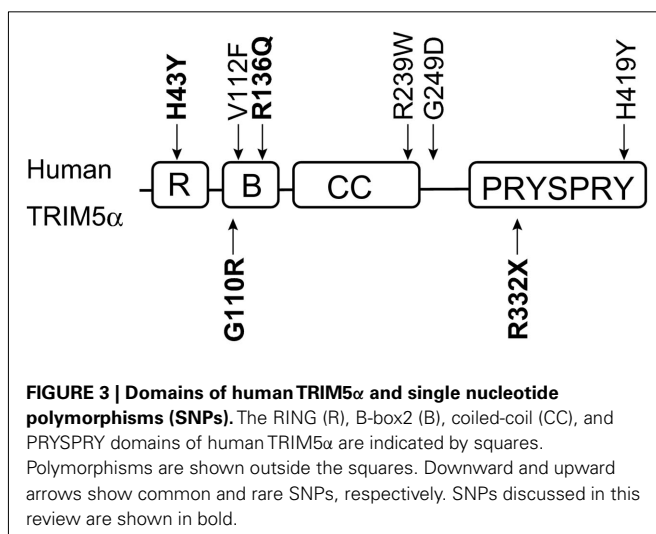 H43Y
V112F
R136Q
R239W
G249D
H419Y
Human
TRIM5α
R
B
CC
PRYSPRY
G110R
R332X
FIGURE 3 | Domains of human TRIM5α and single nucleotide
polymorphisms (SNPs). The RING (R), B-box2 (B), coiled-coil (CC), and
PRYSPRY domains of human TRIM5α are indicated by squares.
Polymorphisms are shown outside the squares. Downward and upward
arrows show common and rare SNPs, respectively. SNPs discussed in this
review are shown in bold.